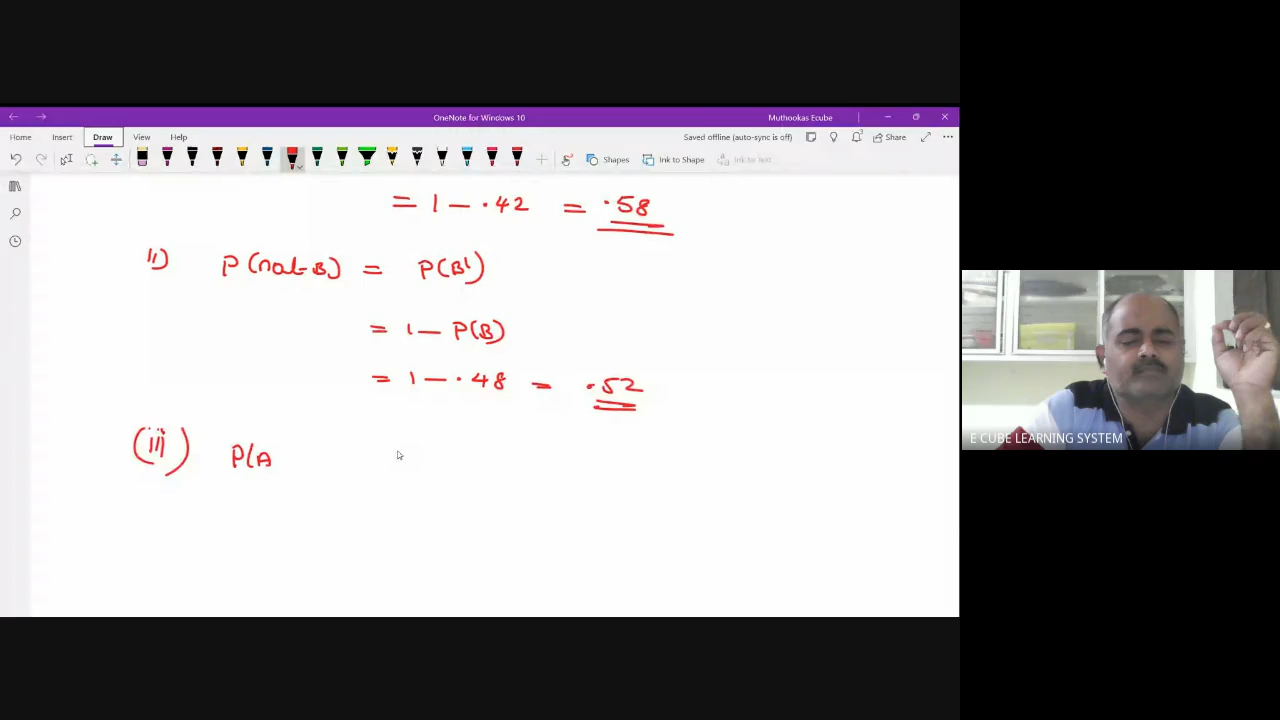 OneNote for Windows 10
Muthookas Ecube
Home Insert Draw View Help
Saved offline (auto-sync is off)
Share
Shapes
Ink to Shape
Ink to Text
= 1 - .42 = .58
ii) P(not-B) = P(B')
= 1 - P(B)
= 1 - .48 = .52
(iii) P(A
E CUBE LEARNING SYSTEM